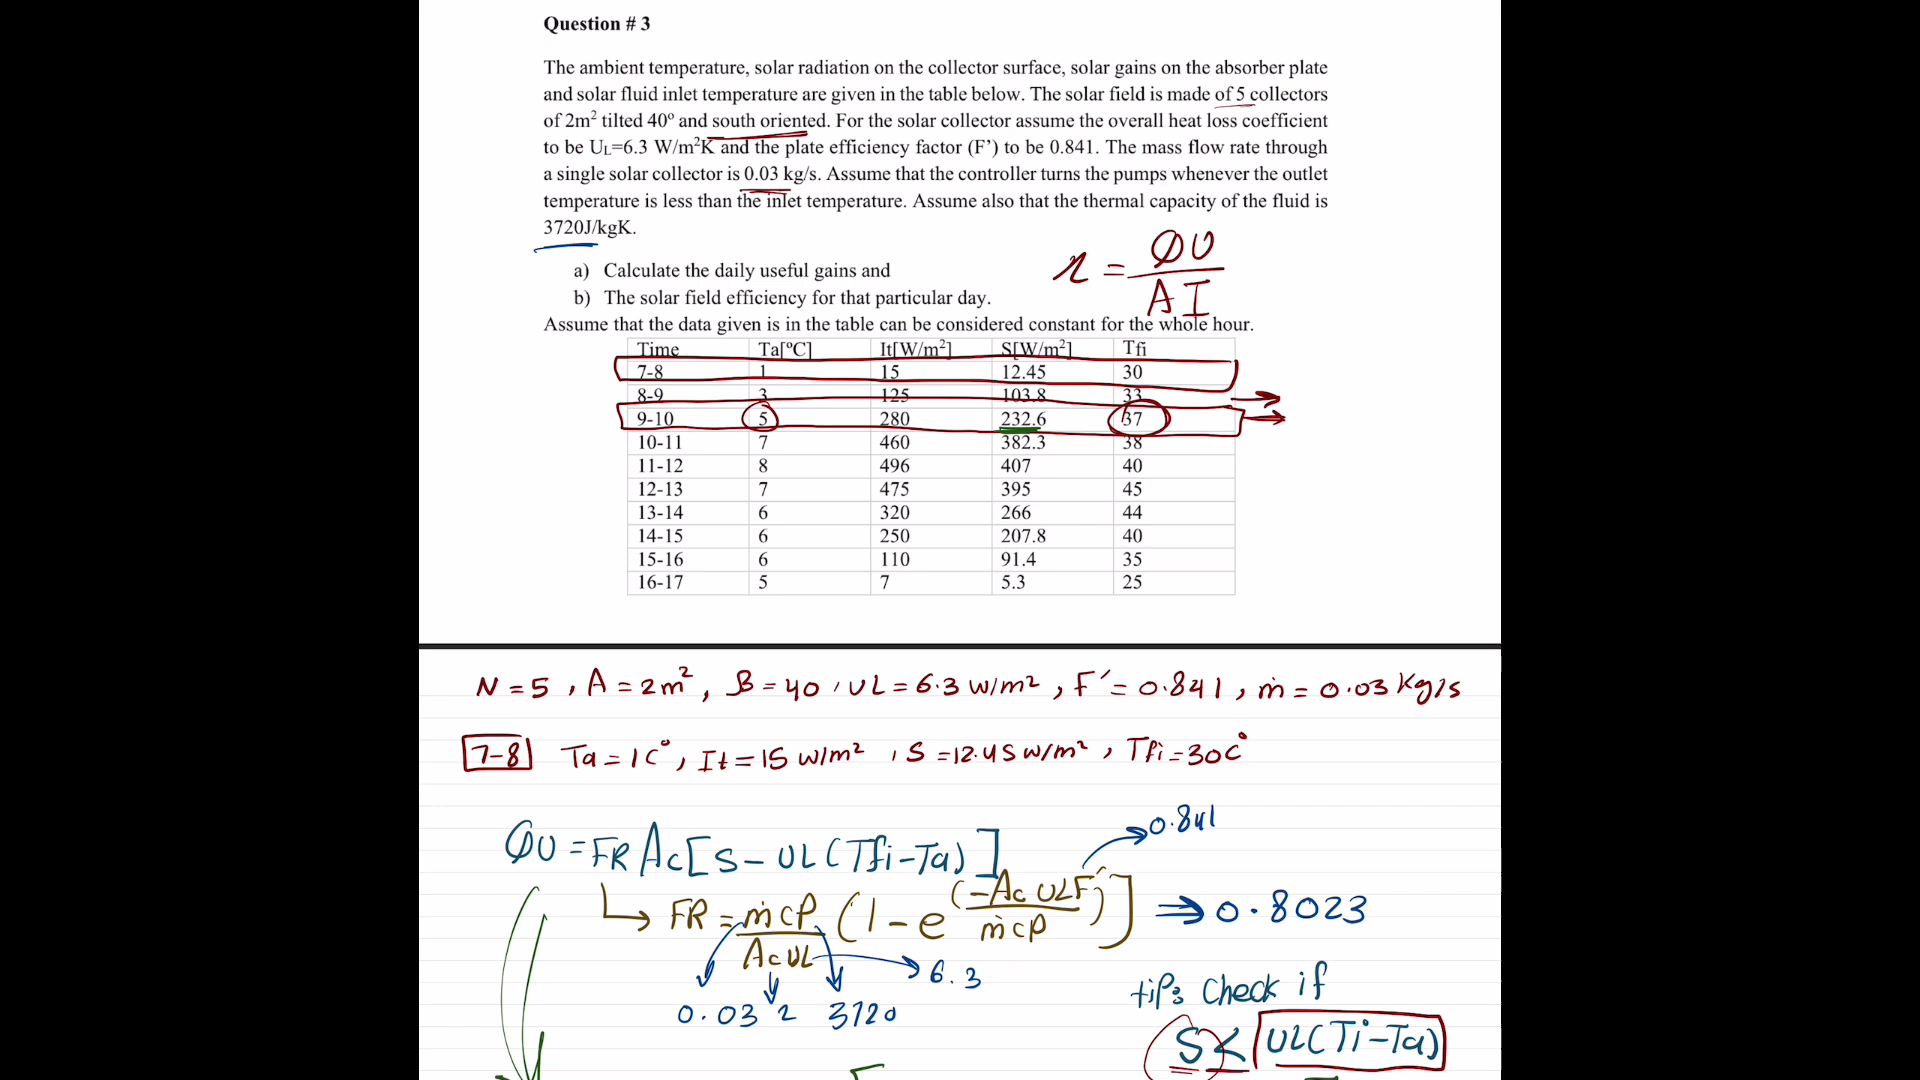 Question # 3
The ambient temperature, solar radiation on the collector surface, solar gains on the absorber plate
and solar fluid inlet temperature are given in the table below. The solar field is made of 5 collectors
of 2m² tilted 40º and south oriented. For the solar collector assume the overall heat loss coefficient
to be UL=6.3 W/m²K and the plate efficiency factor (F’) to be 0.841. The mass flow rate through
a single solar collector is 0.03 kg/s. Assume that the controller turns the pumps whenever the outlet
temperature is less than the inlet temperature. Assume also that the thermal capacity of the fluid is
3720J/kgK.
η = ØU / A I
a) Calculate the daily useful gains and
b) The solar field efficiency for that particular day.
Assume that the data given is in the table can be considered constant for the whole hour.
Time Ta[ºC] It[W/m²] S[W/m²] Tfi
7-8 1 15 12.45 30
8-9 3 125 103.8 33
9-10 5 280 232.6 37
10-11 7 460 382.3 38
11-12 8 496 407 40
12-13 7 475 395 45
13-14 6 320 266 44
14-15 6 250 207.8 40
15-16 6 110 91.4 35
16-17 5 7 5.3 25
N = 5 , A = 2m² , β = 40 , UL = 6.3 W/m² , F′ = 0.841 , ṁ = 0.03 Kg/s
7-8 Ta = 1C° , It = 15 W/m² , S = 12.45 W/m² , Tfi = 30C°
0.841
ØU = FR Ac [S - UL (Tfi - Ta)]
FR = ṁcp / AcUL (1 - e^(-Ac UL F′ / ṁcp)] ⇒ 0.8023
6.3
0.03 2 3720
tips Check if
S < UL(Ti - Ta)